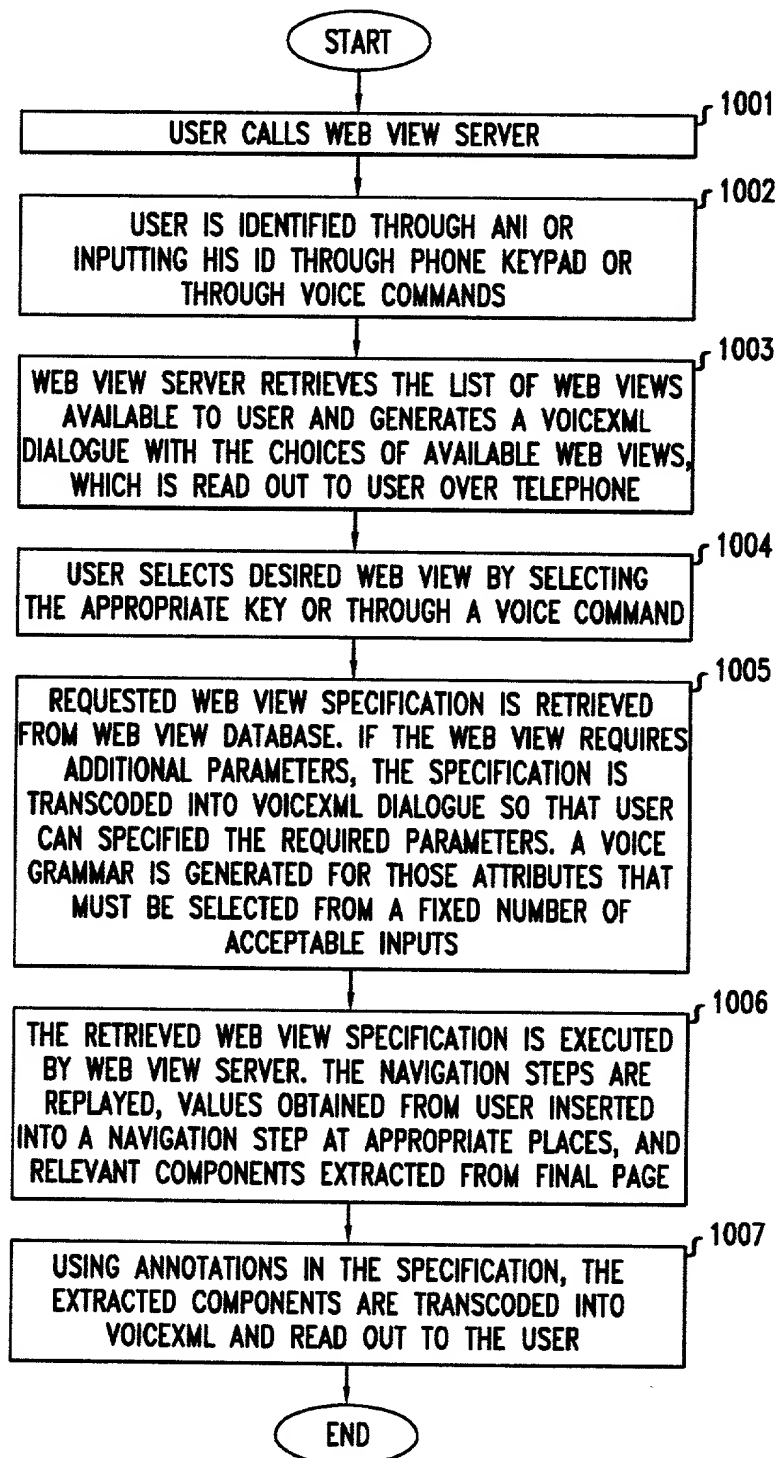 START
1001
USER CALLS WEB VIEW SERVER
1002
USER IS IDENTIFIED THROUGH ANI OR
INPUTTING HIS ID THROUGH PHONE KEYPAD OR
THROUGH VOICE COMMANDS
1003
WEB VIEW SERVER RETRIEVES THE LIST OF WEB VIEWS
AVAILABLE TO USER AND GENERATES A VOICEXML
DIALOGUE WITH THE CHOICES OF AVAILABLE WEB VIEWS,
WHICH IS READ OUT TO USER OVER TELEPHONE
1004
USER SELECTS DESIRED WEB VIEW BY SELECTING
THE APPROPRIATE KEY OR THROUGH A VOICE COMMAND
1005
REQUESTED WEB VIEW SPECIFICATION IS RETRIEVED
FROM WEB VIEW DATABASE. IF THE WEB VIEW REQUIRES
ADDITIONAL PARAMETERS, THE SPECIFICATION IS
TRANSCODED INTO VOICEXML DIALOGUE SO THAT USER
CAN SPECIFIED THE REQUIRED PARAMETERS. A VOICE
GRAMMAR IS GENERATED FOR THOSE ATTRIBUTES THAT
MUST BE SELECTED FROM A FIXED NUMBER OF
ACCEPTABLE INPUTS
1006
THE RETRIEVED WEB VIEW SPECIFICATION IS EXECUTED
BY WEB VIEW SERVER. THE NAVIGATION STEPS ARE
REPLAYED, VALUES OBTAINED FROM USER INSERTED
INTO A NAVIGATION STEP AT APPROPRIATE PLACES, AND
RELEVANT COMPONENTS EXTRACTED FROM FINAL PAGE
1007
USING ANNOTATIONS IN THE SPECIFICATION, THE
EXTRACTED COMPONENTS ARE TRANSCODED INTO
VOICEXML AND READ OUT TO THE USER
END